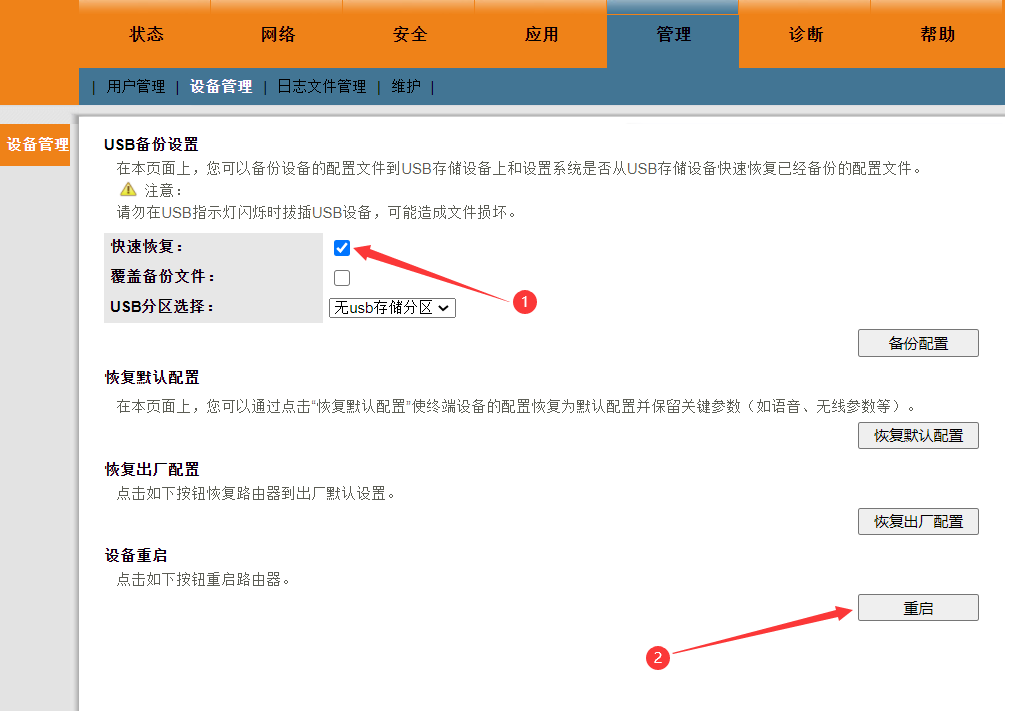 状态 网络 安全 应用 管理 诊断 帮助
| 用户管理 | 设备管理 | 日志文件管理 | 维护 |
设备管理
USB备份设置
在本页面上，您可以备份设备的配置文件到USB存储设备上和设置系统是否从USB存储设备快速恢复已经备份的配置文件。
注意：
请勿在USB指示灯闪烁时拔插USB设备，可能造成文件损坏。
快速恢复：
1
覆盖备份文件：
USB分区选择： 无usb存储分区
备份配置
恢复默认配置
在本页面上，您可以通过点击“恢复默认配置”使终端设备的配置恢复为默认配置并保留关键参数（如语音、无线参数等）。
恢复默认配置
恢复出厂配置
点击如下按钮恢复路由器到出厂默认设置。
恢复出厂配置
设备重启
点击如下按钮重启路由器。
重启
2